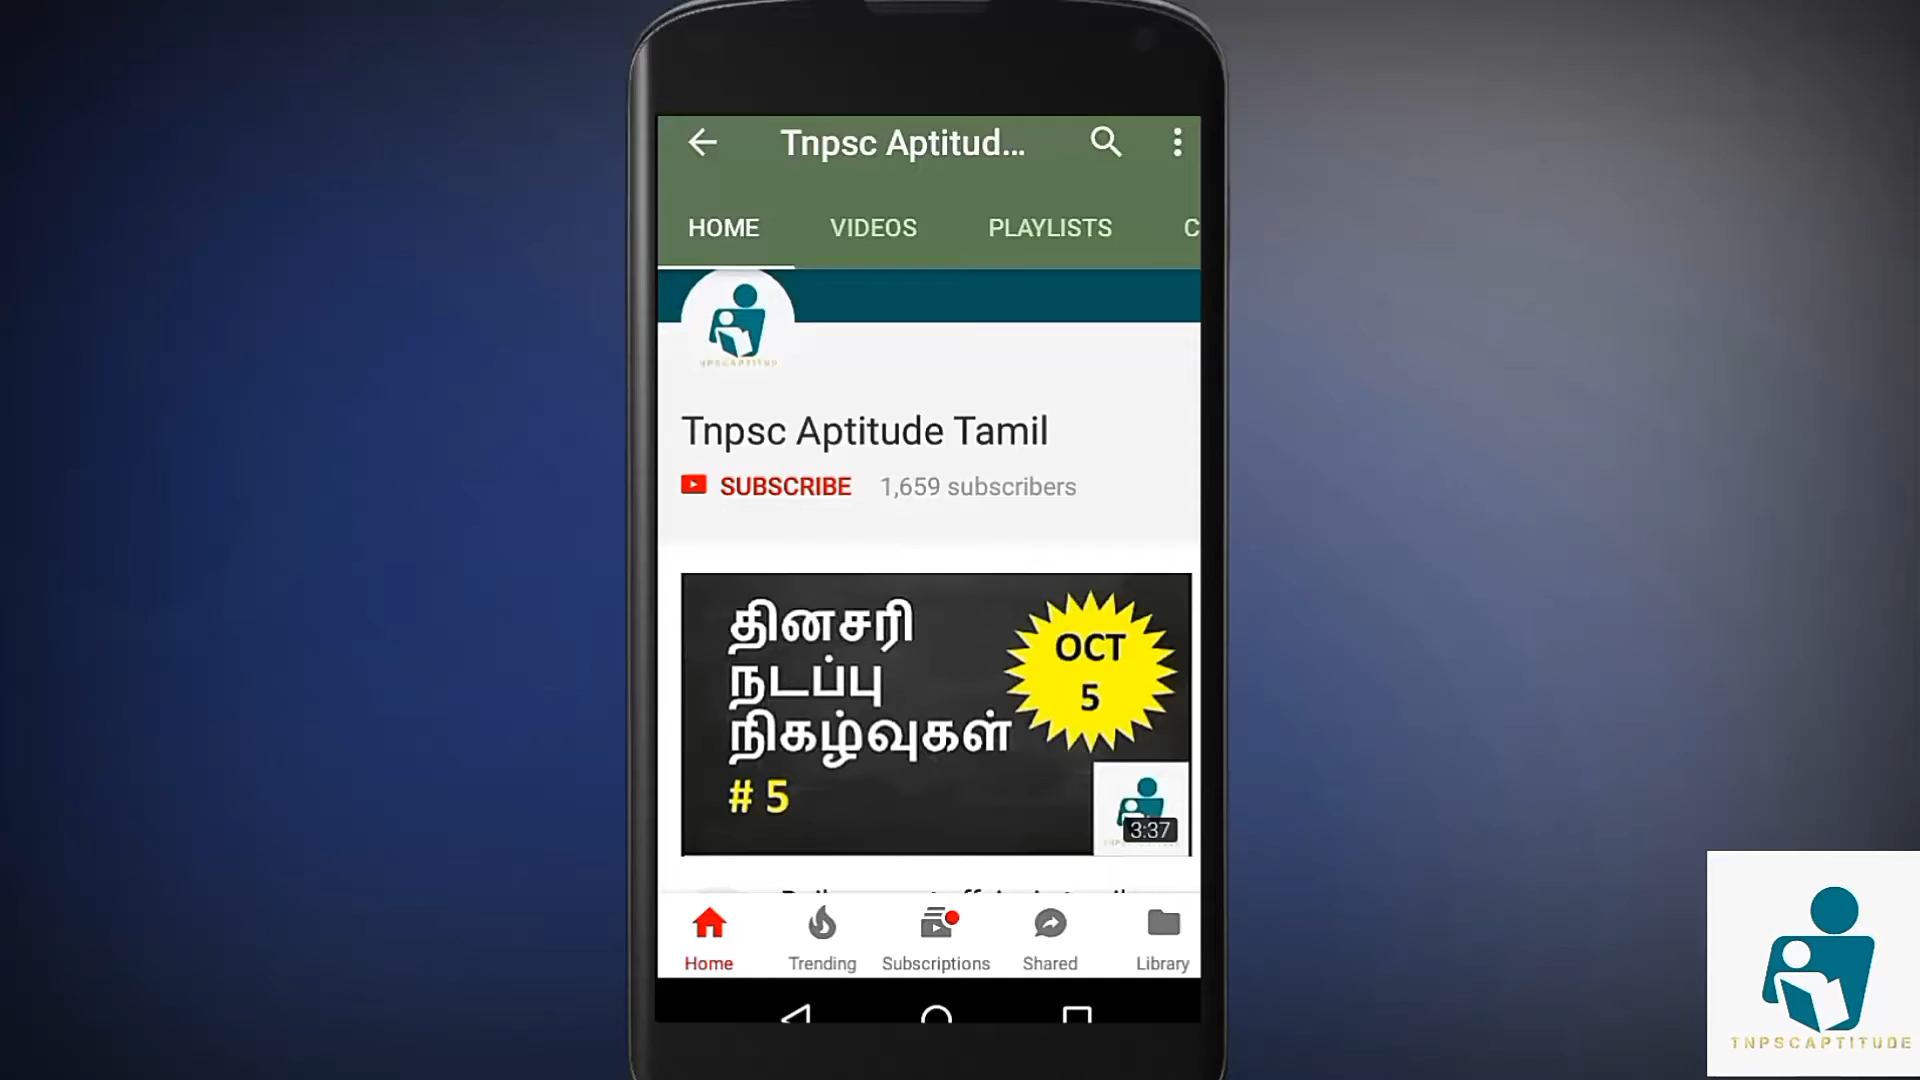 Tnpsc Aptitud...
HOME VIDEOS PLAYLISTS C
Tnpsc Aptitude Tamil
SUBSCRIBE 1,659 subscribers
தினசரி
நடப்பு
நிகழ்வுகள்
# 5
OCT
5
3:37
Home Trending Subscriptions Shared Library
TNPSCAPTITUDE